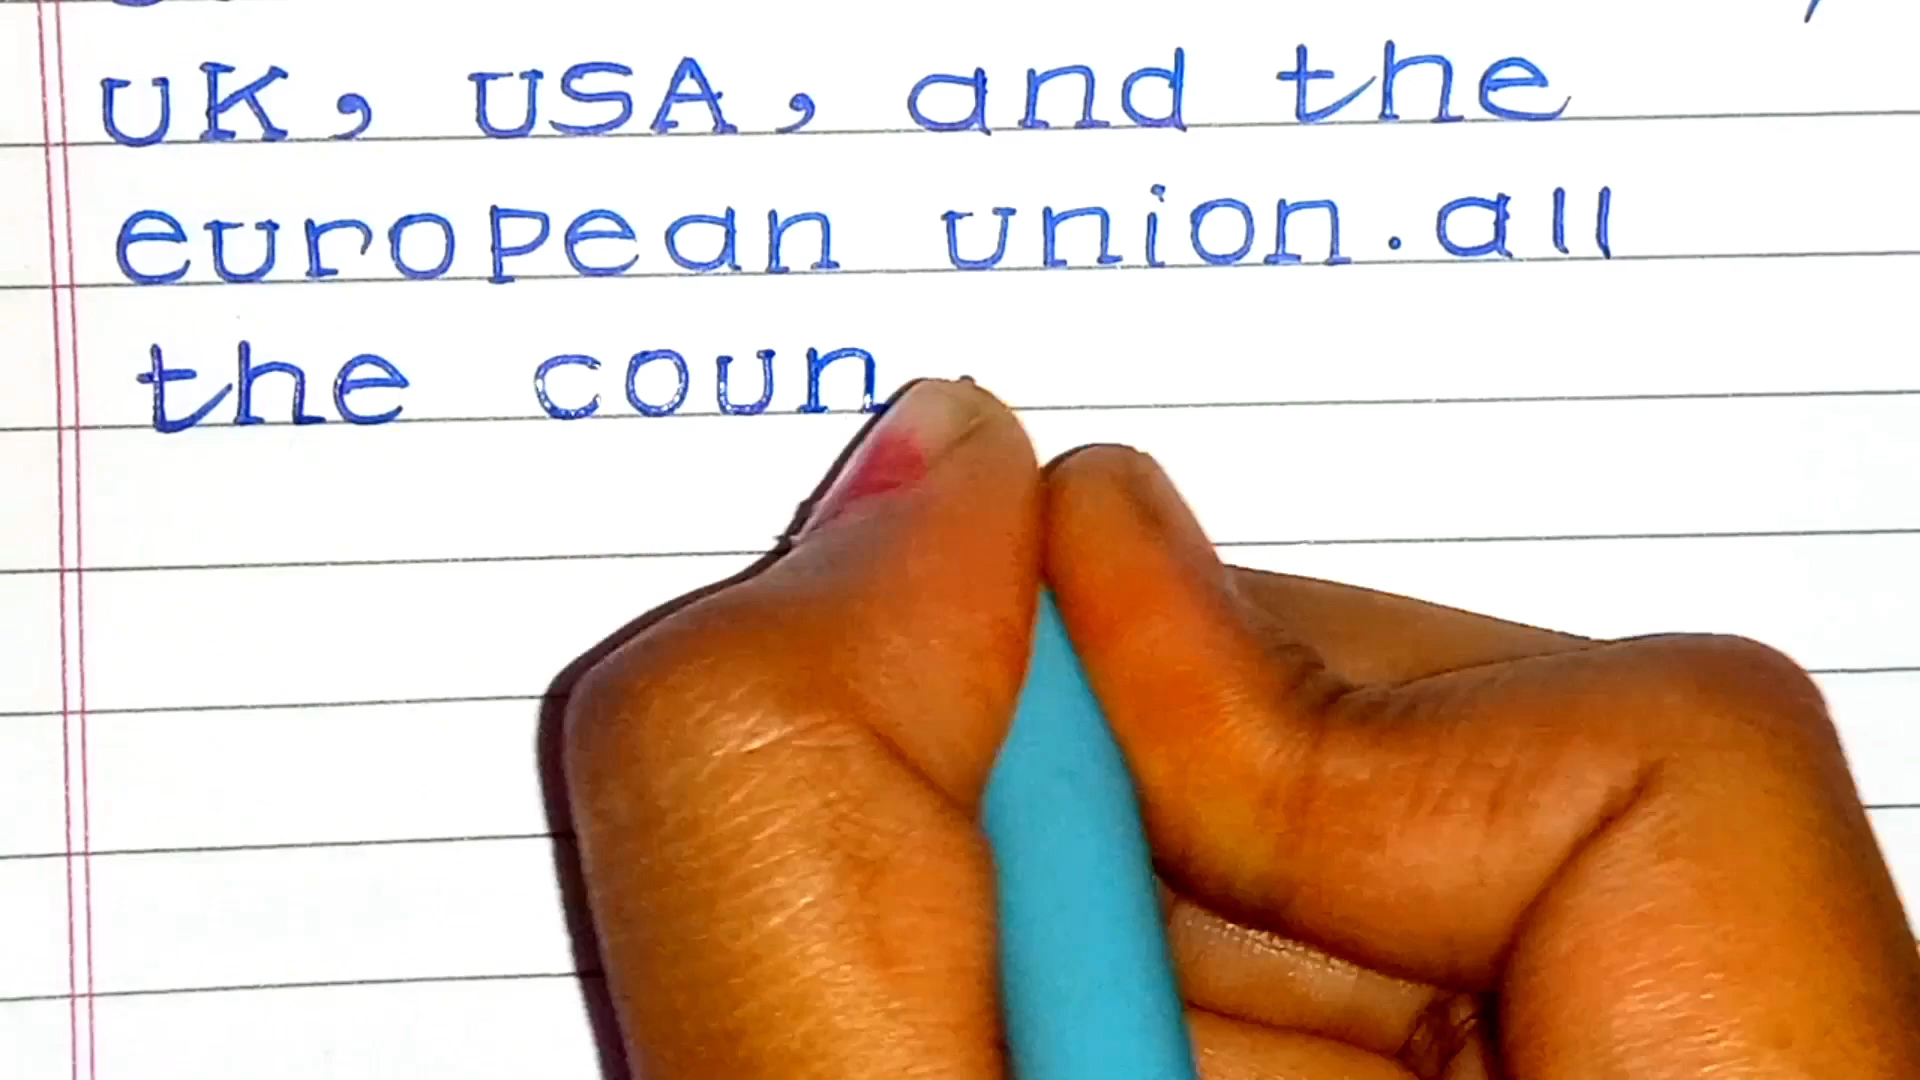 UK, USA, and the
european union. all
the coun